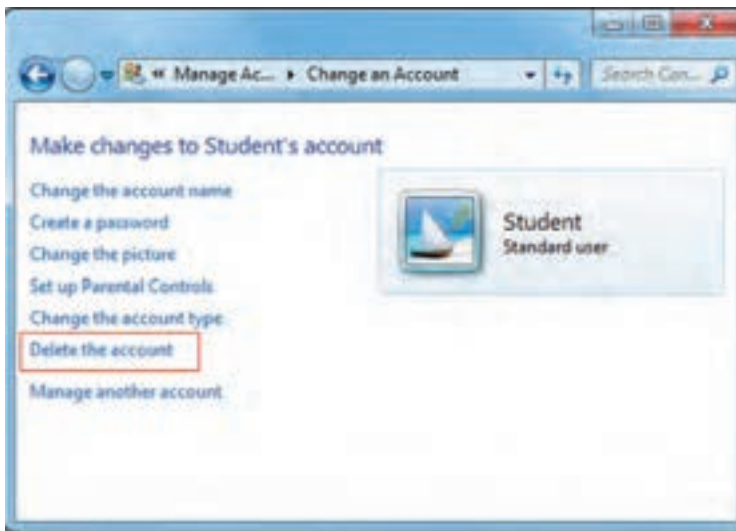 « Manage Ac... ▸ Change an Account Search Con...
Make changes to Student's account
Change the account name
Create a password
Change the picture
Set up Parental Controls
Change the account type
Delete the account
Manage another account
Student
Standard user